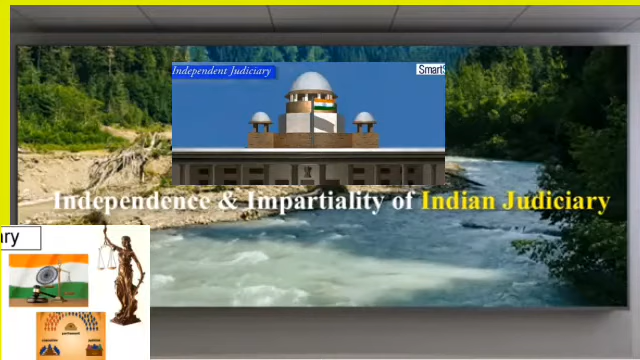 Independent Judiciary
Smart
Independence & Impartiality of Indian Judiciary
ary